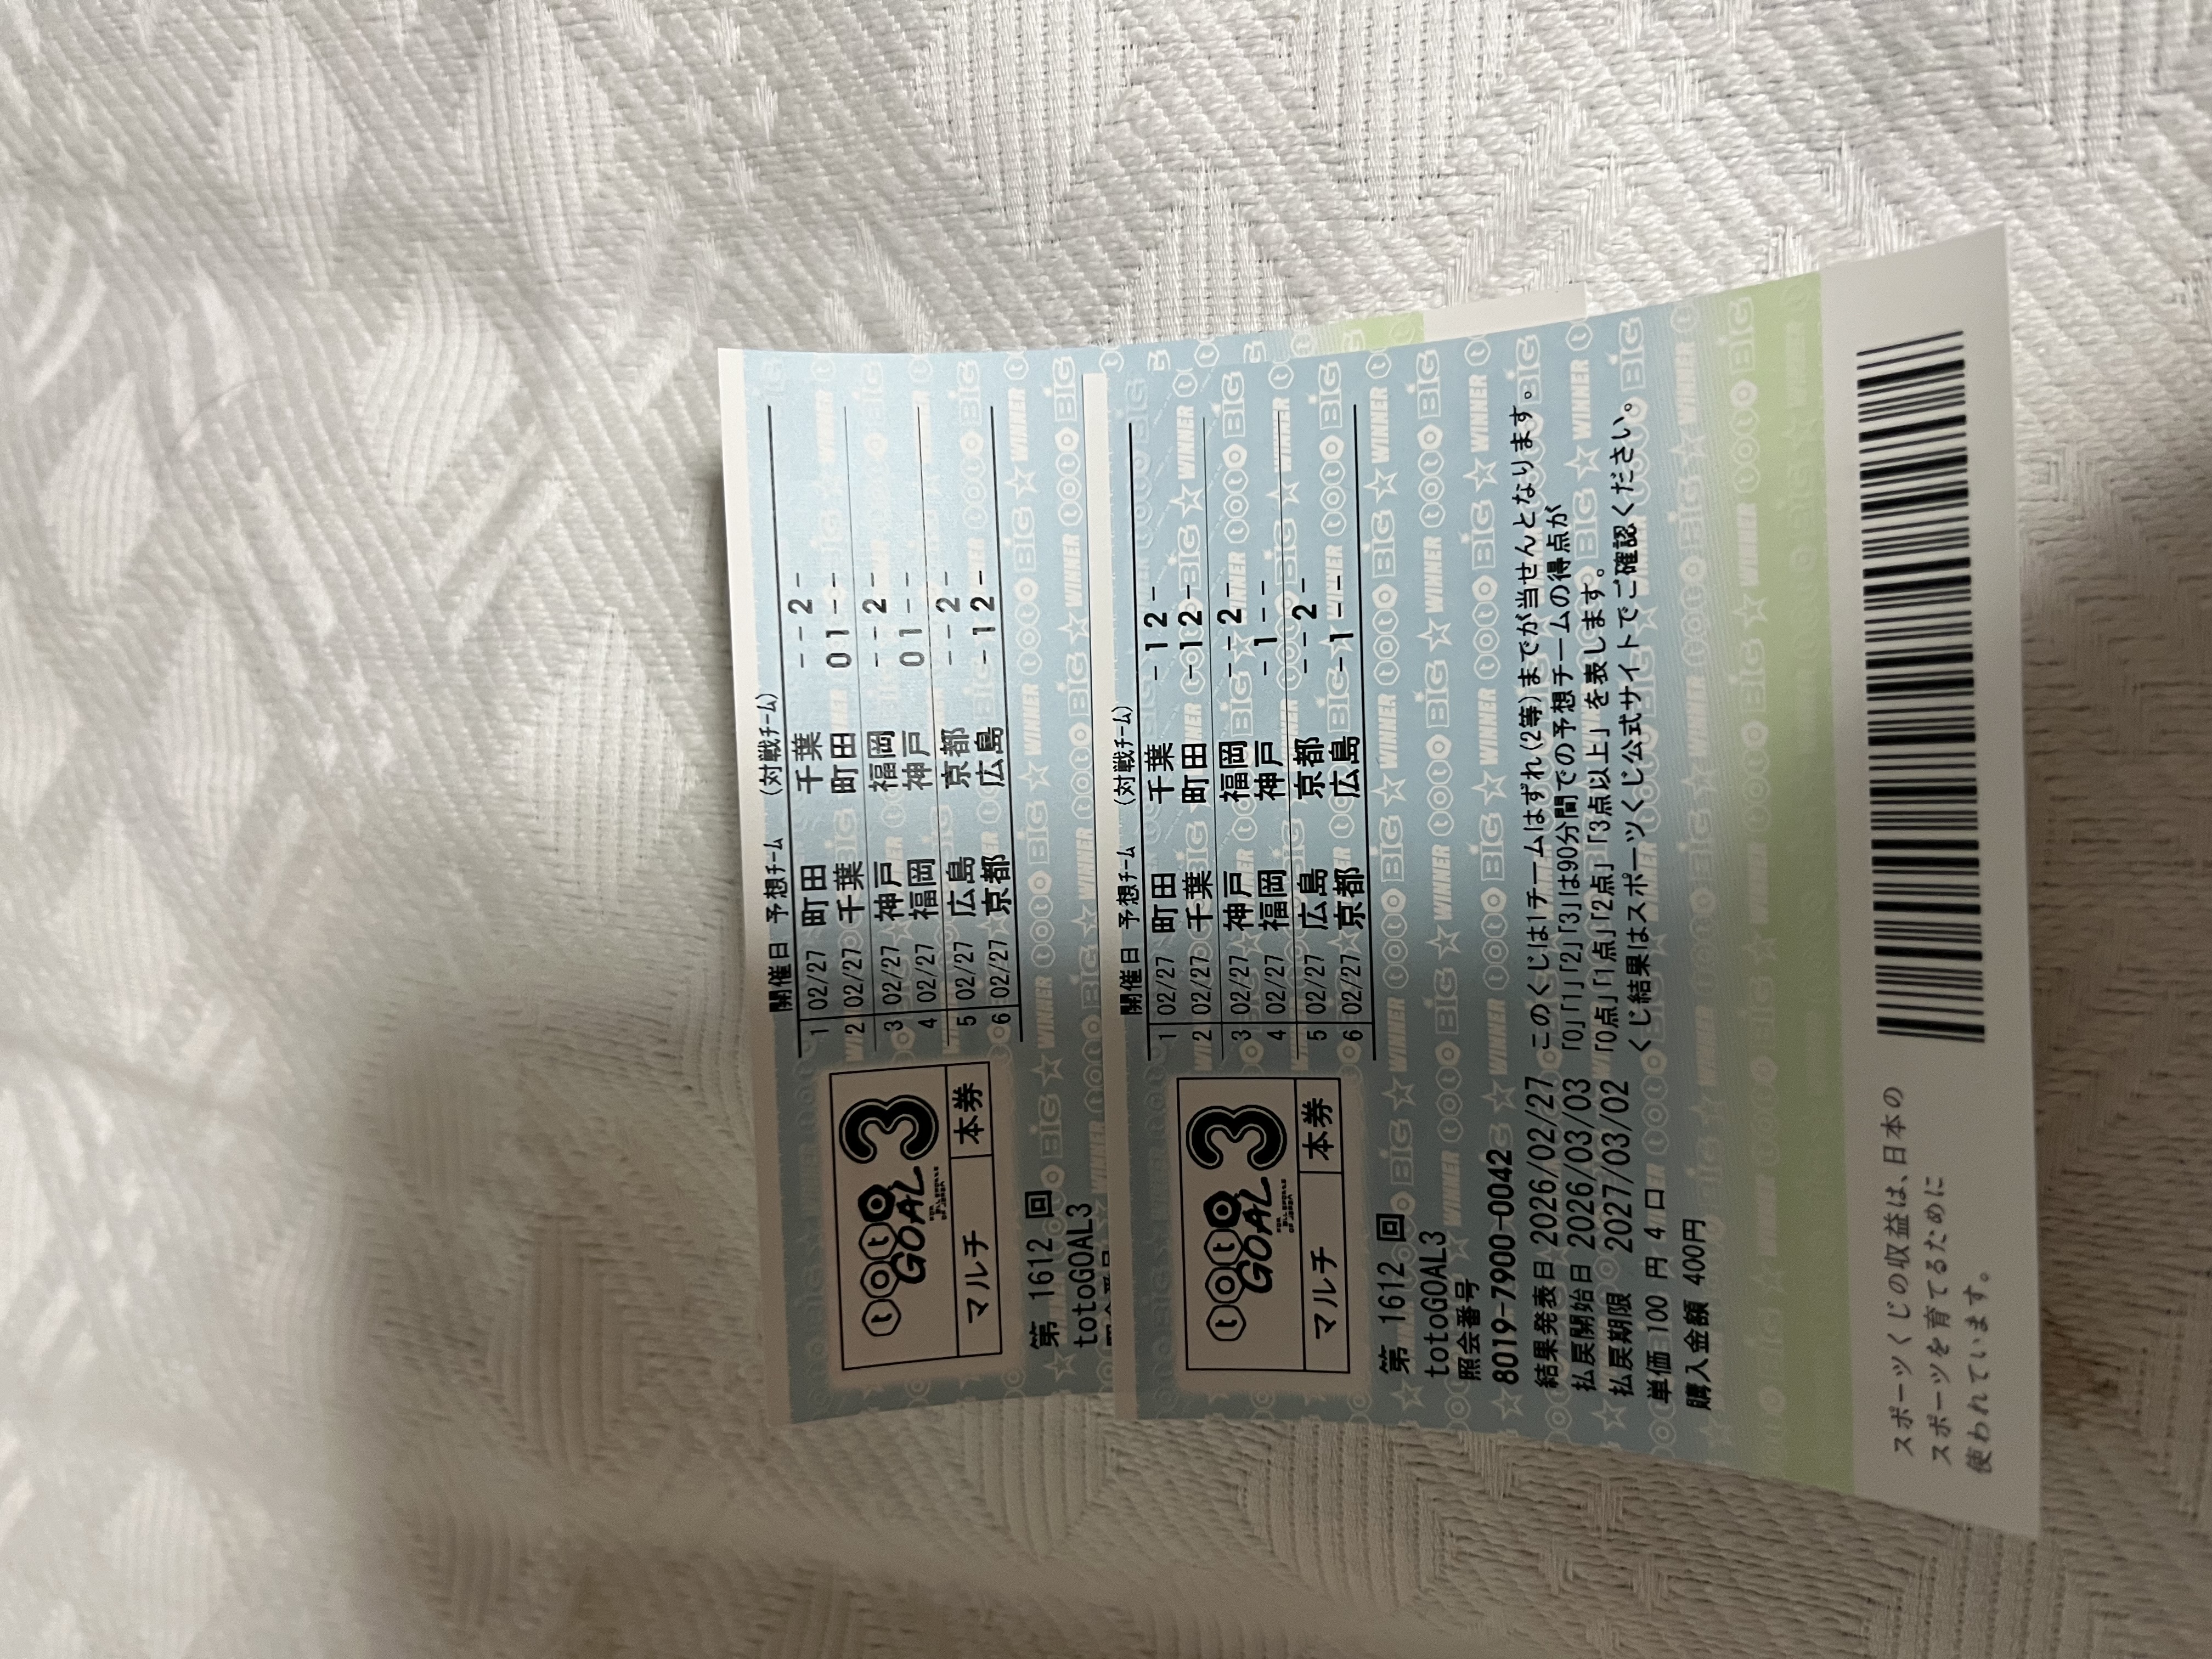 開催日 予想チーム (対戦チーム)
1 02/27 町田 千葉 --2-
2 02/27 千葉 町田 01--
3 02/27 神戸 福岡 --2-
4 02/27 福岡 神戸 01--
5 02/27 広島 京都 --2-
6 02/27 京都 広島 -12-
toto
GOAL3
マルチ 本券
第 1612 回
totoGOAL3
開催日 予想チーム (対戦チーム)
1 02/27 町田 千葉 -12-
2 02/27 千葉 町田 -12-
3 02/27 神戸 福岡 --2-
4 02/27 福岡 神戸 -1--
5 02/27 広島 京都 --2-
6 02/27 京都 広島 -1--
toto
GOAL3
マルチ 本券
第 1612 回
totoGOAL3
照会番号
8019-7900-0042
結果発表日 2026/02/27
払戻開始日 2026/03/03
払戻期限 2027/03/02
単価 100 円 4 口
購入金額 400円
このくじは1チームはずれ(2等)までが当せんとなります。
「0」「1」「2」「3」は90分間での予想チームの得点が
「0点」「1点」「2点」「3点以上」を表します。
くじ結果はスポーツくじ公式サイトでご確認ください。
スポーツくじの収益は、日本の
スポーツを育てるために
使われています。